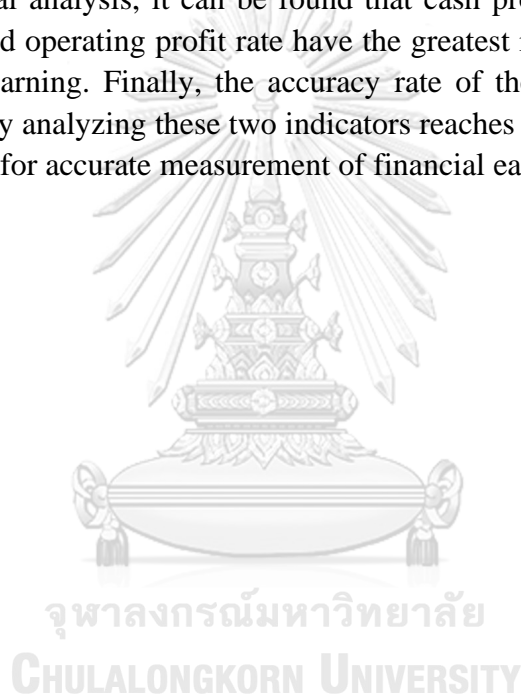 al analysis, it can be found that cash pro
d operating profit rate have the greatest
arning. Finally, the accuracy rate of the
y analyzing these two indicators reaches
for accurate measurement of financial ea
จุฬาลงกรณ์มหาวิทยาลัย
CHULALONGKORN UNIVERSITY